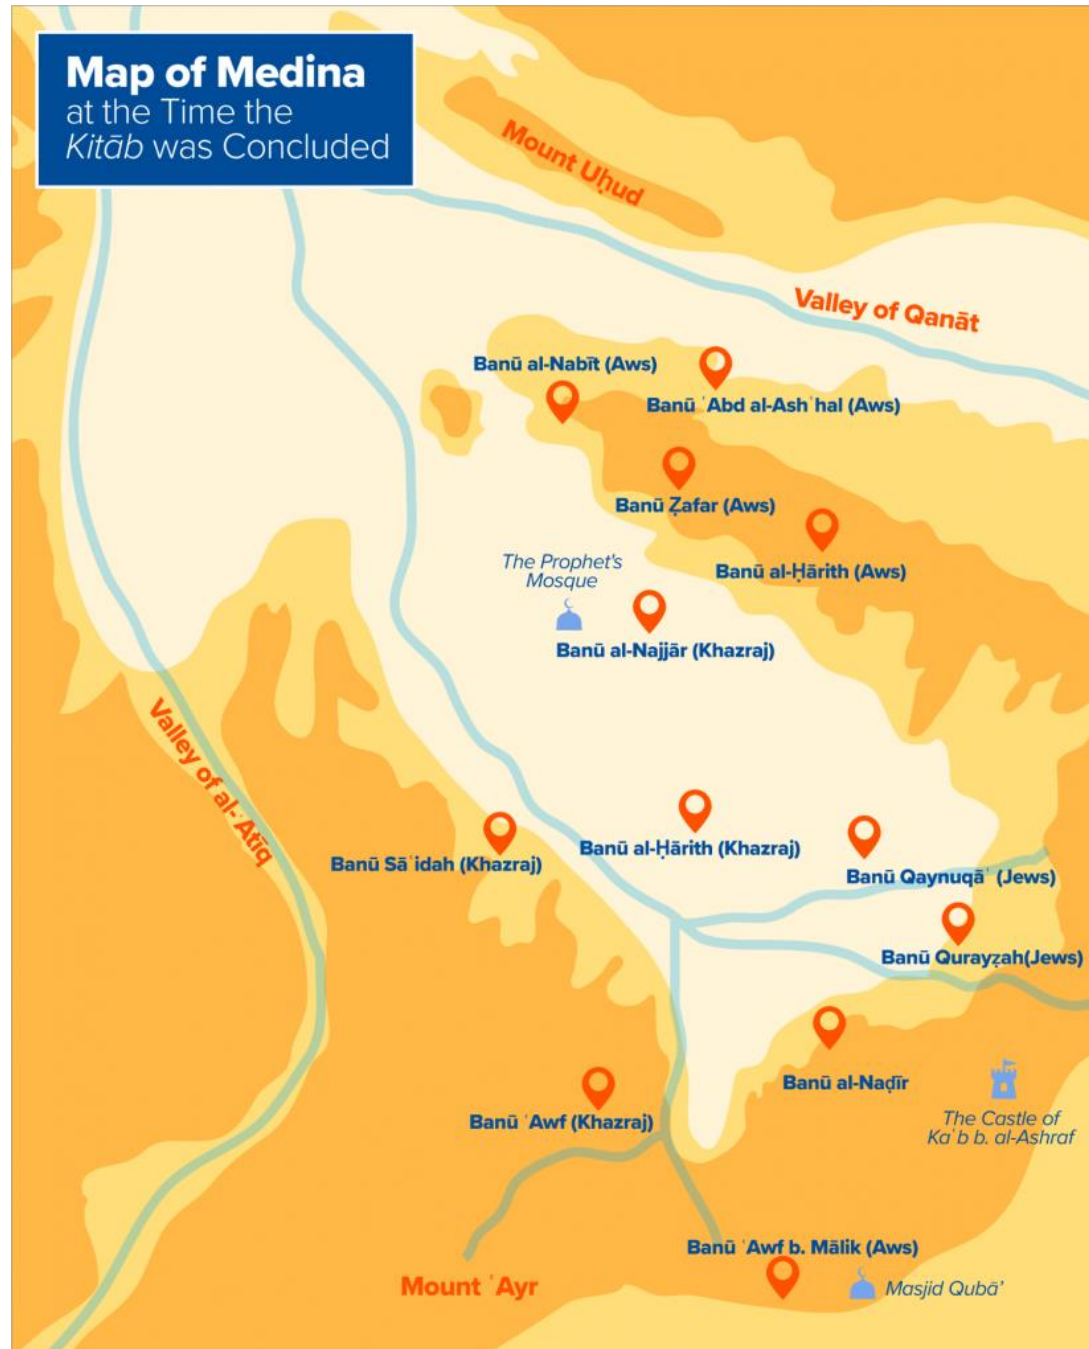 Map of Medina
at the Time the
Kitāb was Concluded
Mount Uḥud
Valley of Qanāt
Banū al-Nabīt (Aws)
Banū ʿAbd al-Ashʿhal (Aws)
Banū Ẓafar (Aws)
Banū al-Ḥārith (Aws)
The Prophet's
Mosque
Banū al-Najjār (Khazraj)
Valley of al-ʿAtīq
Banū Sāʿidah (Khazraj)
Banū al-Ḥārith (Khazraj)
Banū Qaynuqāʿ (Jews)
Banū Qurayẓah(Jews)
Banū al-Naḍīr
Banū ʿAwf (Khazraj)
The Castle of
Kaʿb b. al-Ashraf
Banū ʿAwf b. Mālik (Aws)
Mount ʿAyr
Masjid Qubā’